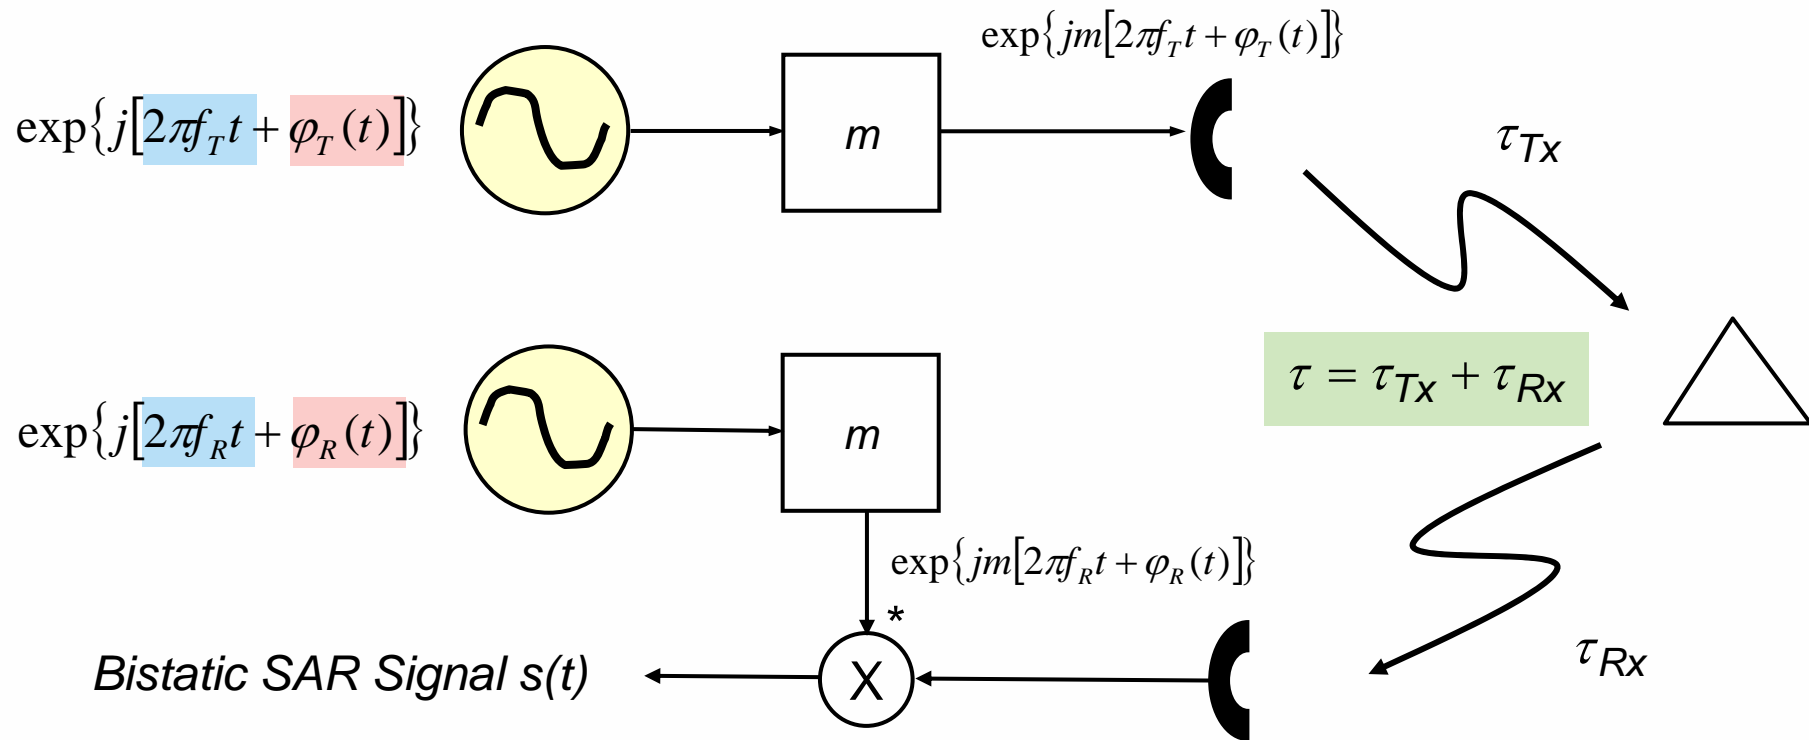 exp{jm[2πf_T t + φ_T(t)]}
exp{j[2πf_T t + φ_T(t)]}
m
τ_Tx
τ = τ_Tx + τ_Rx
exp{j[2πf_R t + φ_R(t)]}
m
exp{jm[2πf_R t + φ_R(t)]}
*
τ_Rx
Bistatic SAR Signal s(t)
X